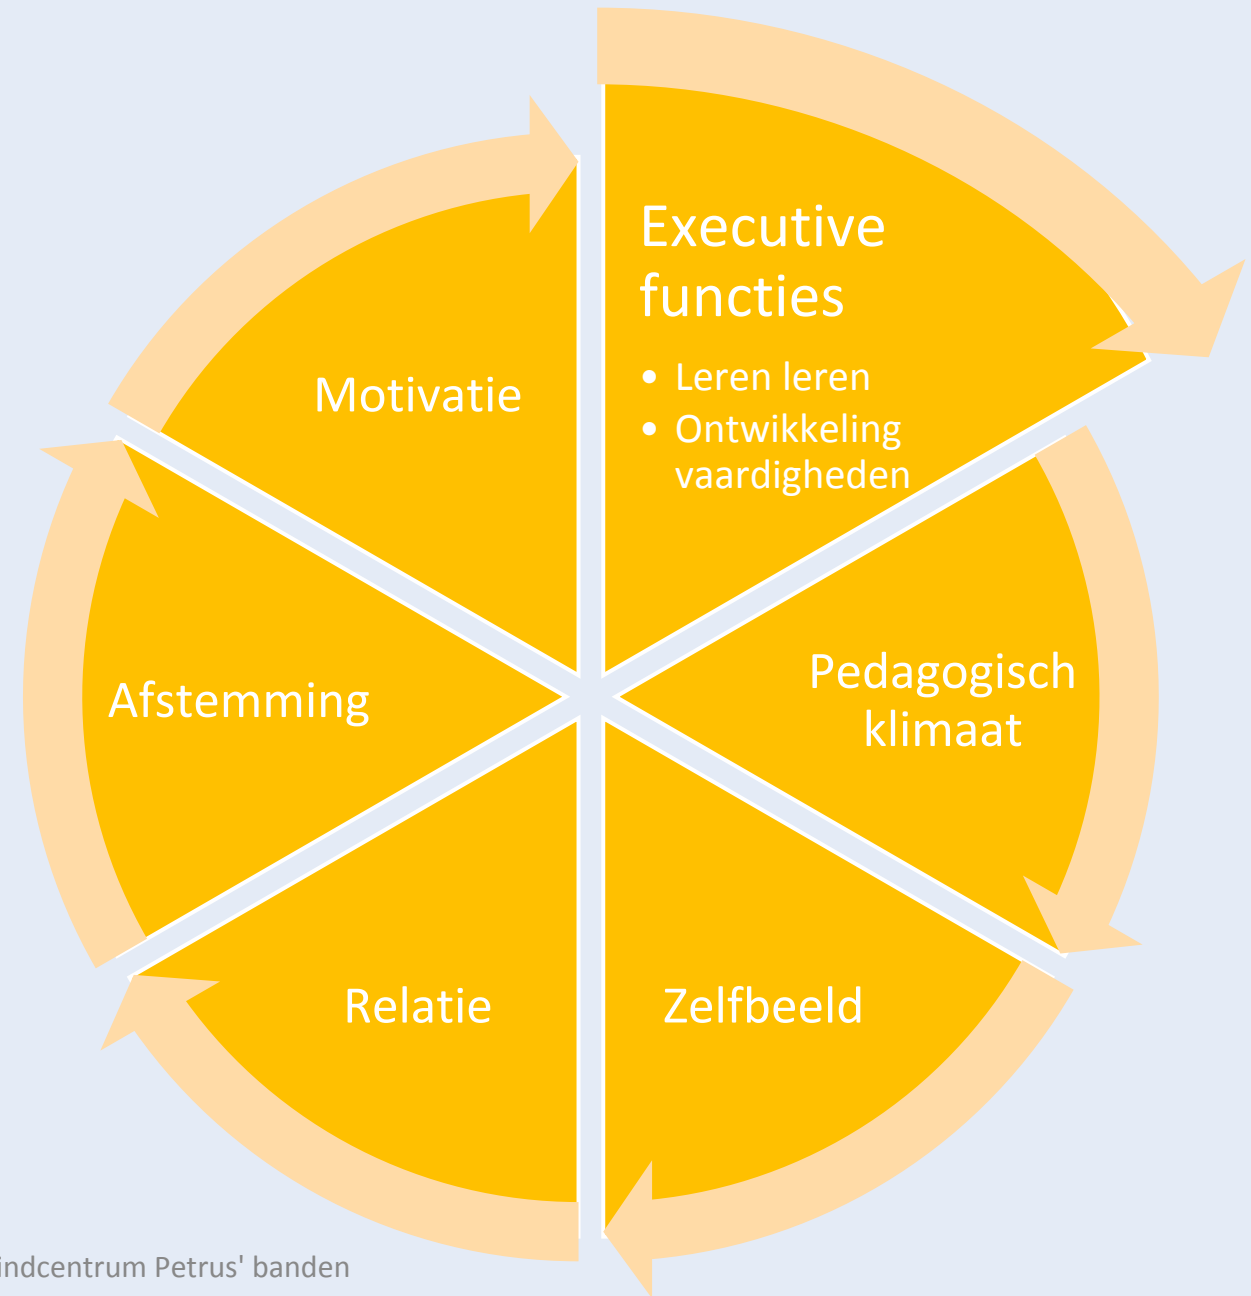 Executive
functies
• Leren leren
• Ontwikkeling
vaardigheden
Pedagogisch
klimaat
Zelfbeeld
Relatie
Afstemming
Motivatie
indcentrum Petrus' banden